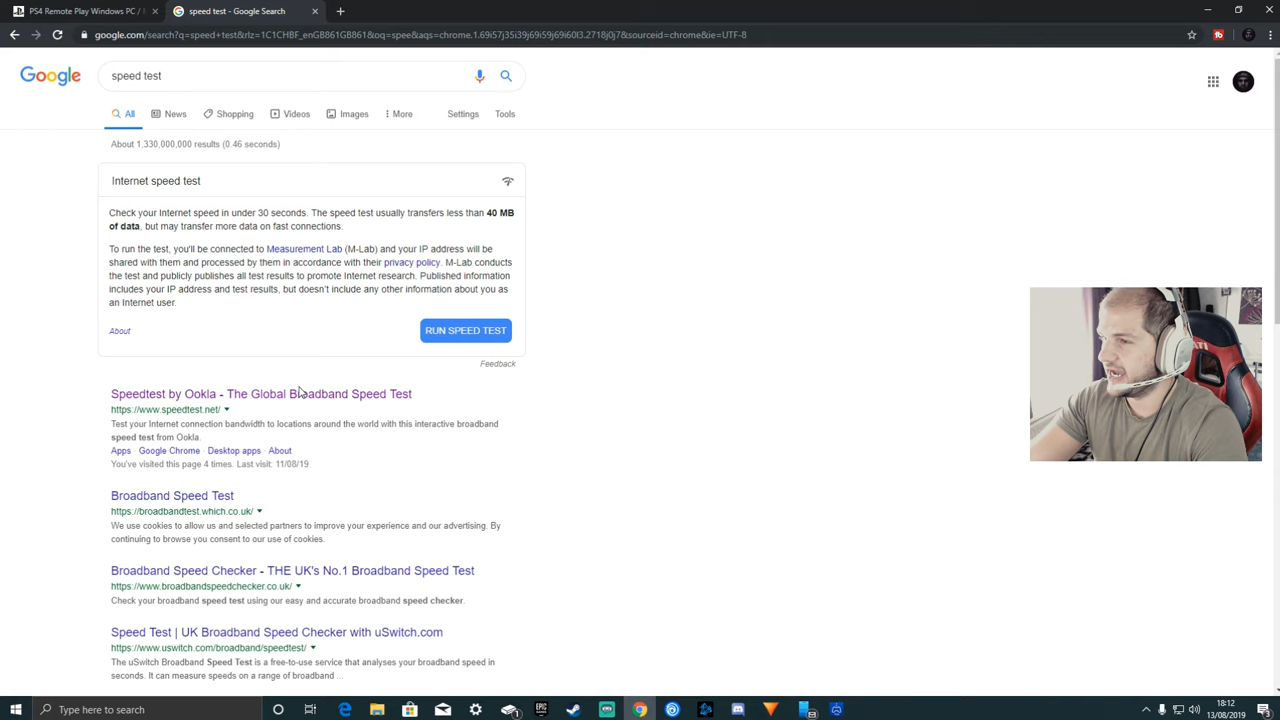 PS4 Remote Play Windows PC /
speed test - Google Search
google.com/search?q=speed+test&rlz=1C1CHBF_enGB861GB861&oq=spee&aqs=chrome.1.69i57j35i39j69i59j69i60l3.2718j0j7&sourceid=chrome&ie=UTF-8
Google
speed test
All News Shopping Videos Images More Settings Tools
About 1,330,000,000 results (0.46 seconds)
Internet speed test
Check your Internet speed in under 30 seconds. The speed test usually transfers less than 40 MB
of data, but may transfer more data on fast connections.
To run the test, you'll be connected to Measurement Lab (M-Lab) and your IP address will be
shared with them and processed by them in accordance with their privacy policy. M-Lab conducts
the test and publicly publishes all test results to promote Internet research. Published information
includes your IP address and test results, but doesn't include any other information about you as
an Internet user.
About
RUN SPEED TEST
Feedback
Speedtest by Ookla - The Global Broadband Speed Test
https://www.speedtest.net/
Test your Internet connection bandwidth to locations around the world with this interactive broadband
speed test from Ookla.
Apps · Google Chrome · Desktop apps · About
You've visited this page 4 times. Last visit: 11/08/19
Broadband Speed Test
https://broadbandtest.which.co.uk/
We use cookies to allow us and selected partners to improve your experience and our advertising. By
continuing to browse you consent to our use of cookies.
Broadband Speed Checker - THE UK's No.1 Broadband Speed Test
https://www.broadbandspeedchecker.co.uk/
Check your broadband speed test using our easy and accurate broadband speed checker.
Speed Test | UK Broadband Speed Checker with uSwitch.com
https://www.uswitch.com/broadband/speedtest/
The uSwitch Broadband Speed Test is a free-to-use service that analyses your broadband speed in
seconds. It can measure speeds on a range of broadband ...
Type here to search
18:12
13/08/2019